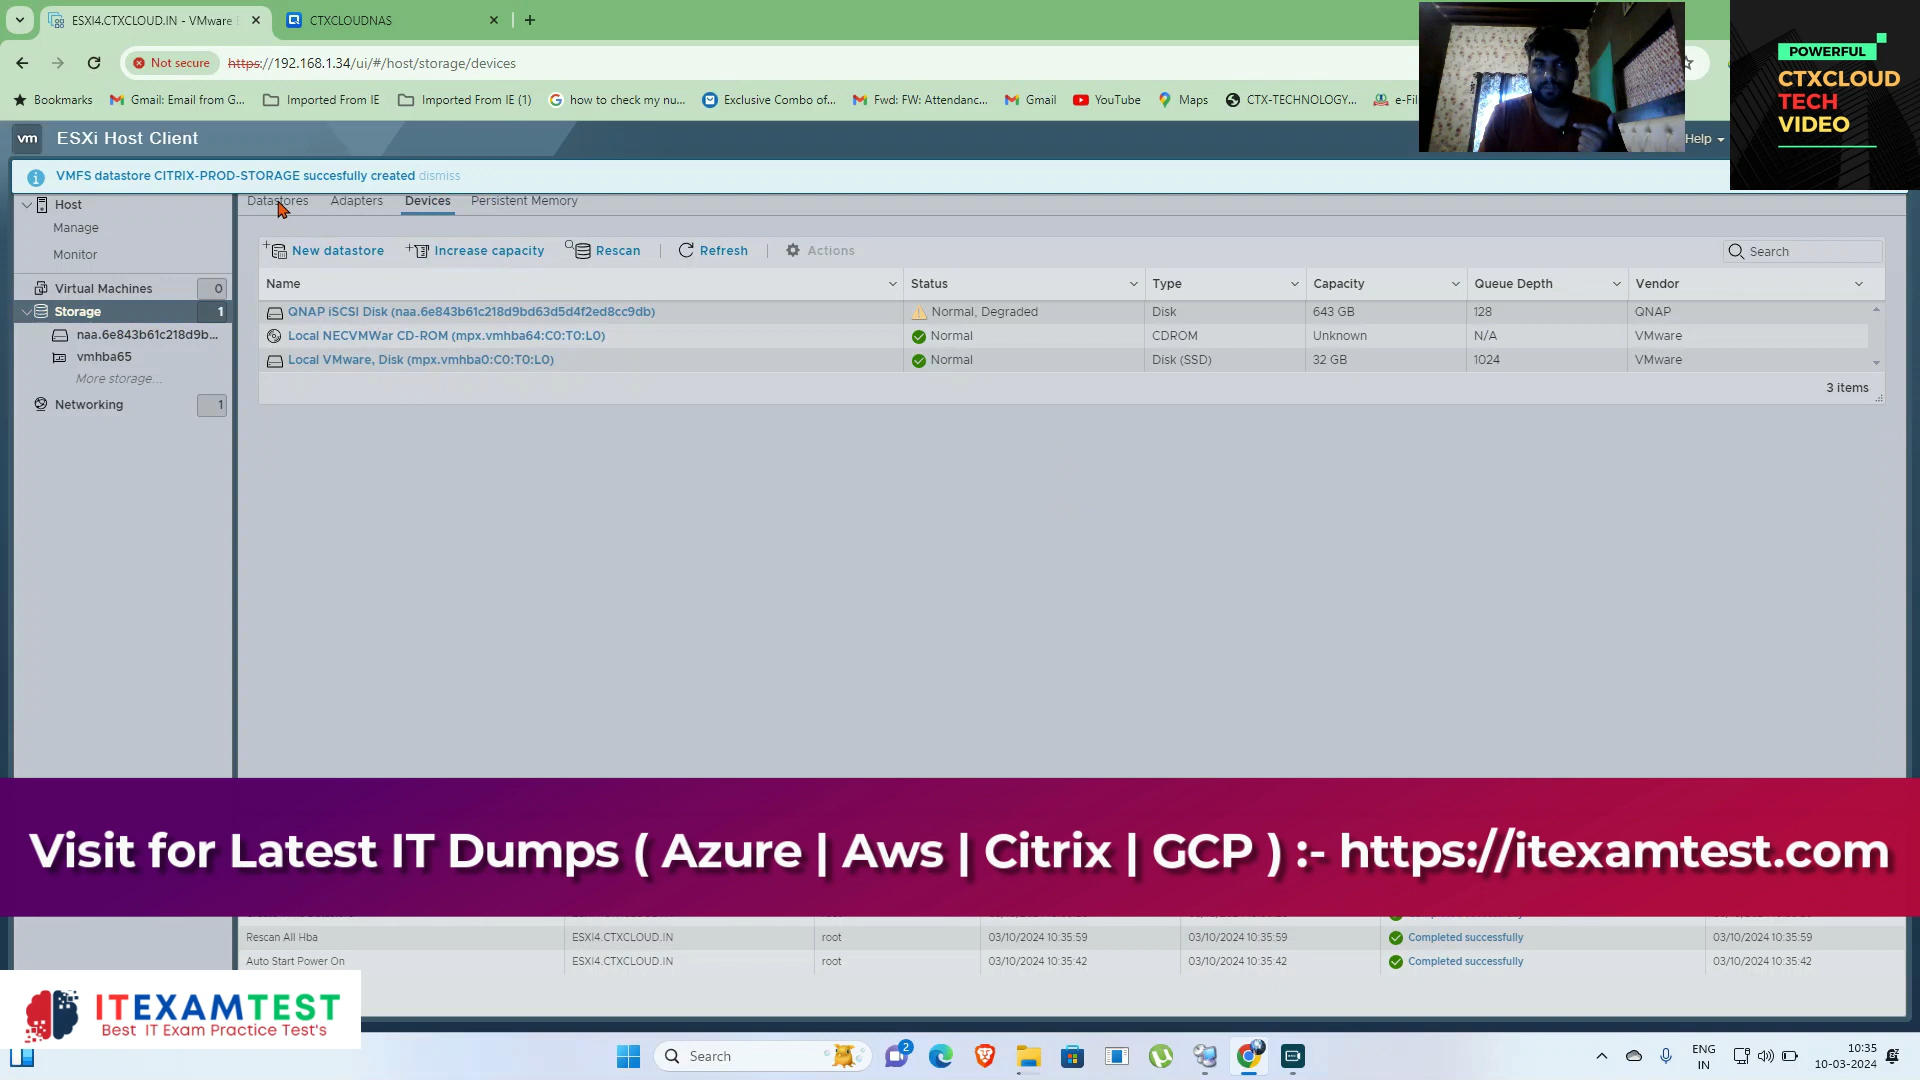 ESXI4.CTXCLOUD.IN - VMware
CTXCLOUDNAS
Not secure
https://192.168.1.34/ui/#/host/storage/devices
Bookmarks
Gmail: Email from G...
Imported From IE
Imported From IE (1)
how to check my nu...
Exclusive Combo of...
Fwd: FW: Attendanc...
Gmail
YouTube
Maps
CTX-TECHNOLOGY...
e-Fil
POWERFUL
CTXCLOUD
TECH
VIDEO
vm
ESXi Host Client
Help
VMFS datastore CITRIX-PROD-STORAGE succesfully created dismiss
Host
Manage
Monitor
Virtual Machines 0
Storage 1
naa.6e843b61c218d9b...
vmhba65
More storage...
Networking 1
Datastores Adapters Devices Persistent Memory
New datastore Increase capacity Rescan Refresh Actions Search
Name Status Type Capacity Queue Depth Vendor
QNAP iSCSI Disk (naa.6e843b61c218d9bd63d5d4f2ed8cc9db) Normal, Degraded Disk 643 GB 128 QNAP
Local NECVMWar CD-ROM (mpx.vmhba64:C0:T0:L0) Normal CDROM Unknown N/A VMware
Local VMware, Disk (mpx.vmhba0:C0:T0:L0) Normal Disk (SSD) 32 GB 1024 VMware
3 items
Visit for Latest IT Dumps ( Azure | Aws | Citrix | GCP ) :- https://itexamtest.com
Rescan All Hba ESXI4.CTXCLOUD.IN root 03/10/2024 10:35:59 03/10/2024 10:35:59 Completed successfully 03/10/2024 10:35:59
Auto Start Power On ESXI4.CTXCLOUD.IN root 03/10/2024 10:35:42 03/10/2024 10:35:42 Completed successfully 03/10/2024 10:35:42
ITEXAMTEST
Best IT Exam Practice Test's
Search
2
ENG
IN
10:35
10-03-2024